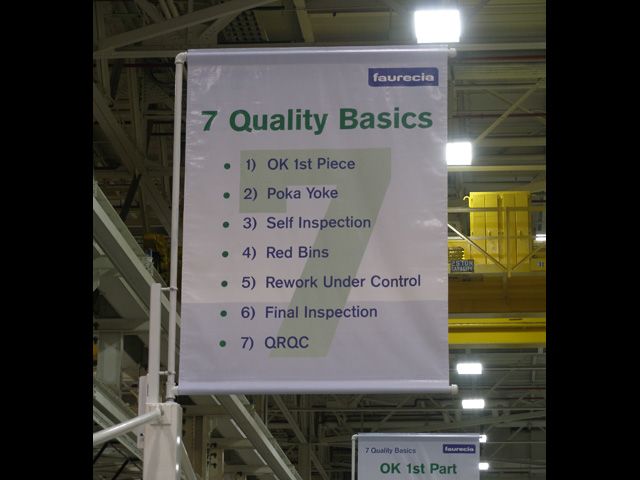 faurecia
7 Quality Basics
• 1) OK 1st Piece
• 2) Poka Yoke
• 3) Self Inspection
• 4) Red Bins
• 5) Rework Under Control
• 6) Final Inspection
• 7) QRQC
CAPACITY
7 Quality Basics
faurecia
OK 1st Part